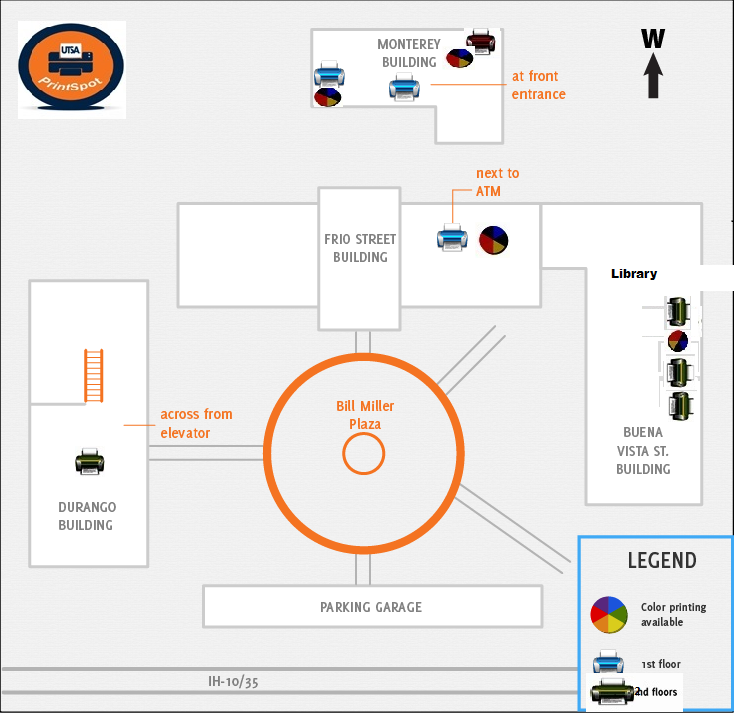 UTSA
PrintSpot
MONTEREY
BUILDING
at front
entrance
W
next to
ATM
FRIO STREET
BUILDING
Library
across from
elevator
Bill Miller
Plaza
BUENA
VISTA ST.
BUILDING
DURANGO
BUILDING
PARKING GARAGE
IH-10/35
LEGEND
Color printing
available
1st floor
2nd floors